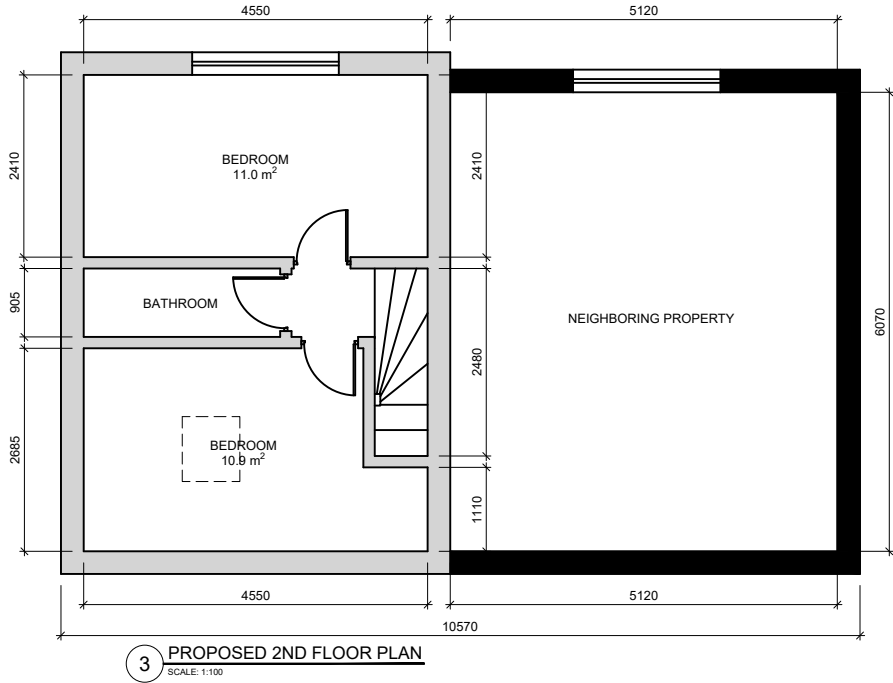 4550
5120
2410
BEDROOM
11.0 m²
2410
905
BATHROOM
NEIGHBORING PROPERTY
2480
6070
2685
BEDROOM
10.9 m²
1110
4550
5120
10570
3
PROPOSED 2ND FLOOR PLAN
SCALE: 1:100